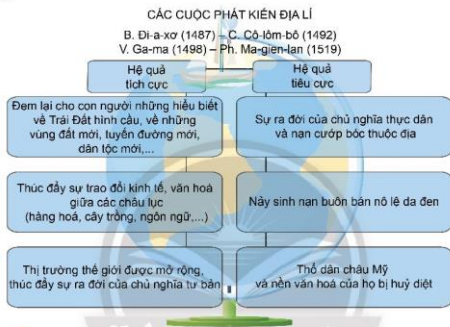 CÁC CUỘC PHÁT KIẾN ĐỊA LÍ
B. Đi-a-xơ (1487) – C. Cô-lôm-bô (1492)
V. Ga-ma (1498) – Ph. Ma-gien-lan (1519)
Hệ quả
tích cực
Hệ quả
tiêu cực
Đem lại cho con người những hiểu biết
về Trái Đất hình cầu, về những
vùng đất mới, tuyến đường mới,
dân tộc mới,...
Sự ra đời của chủ nghĩa thực dân
và nạn cướp bóc thuộc địa
Thúc đẩy sự trao đổi kinh tế, văn hoá
giữa các châu lục
(hàng hoá, cây trồng, ngôn ngữ,...)
Nảy sinh nạn buôn bán nô lệ da đen
Thị trường thế giới được mở rộng,
thúc đẩy sự ra đời của chủ nghĩa tư bản
Thổ dân châu Mỹ
và nền văn hoá của họ bị huỷ diệt